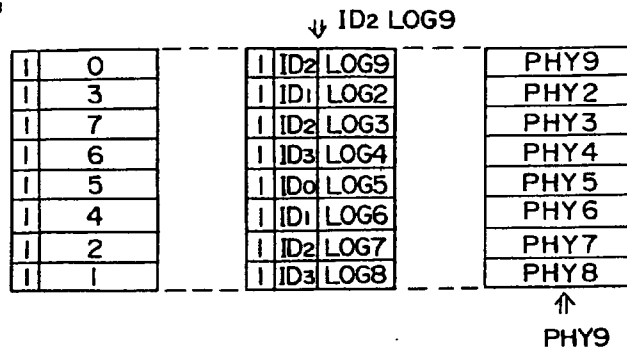 ID2 LOG9
1 0 1 ID2 LOG9 PHY9
1 3 1 ID1 LOG2 PHY2
1 7 1 ID2 LOG3 PHY3
1 6 1 ID3 LOG4 PHY4
1 5 1 ID0 LOG5 PHY5
1 4 1 ID1 LOG6 PHY6
1 2 1 ID2 LOG7 PHY7
1 1 1 ID3 LOG8 PHY8
PHY9